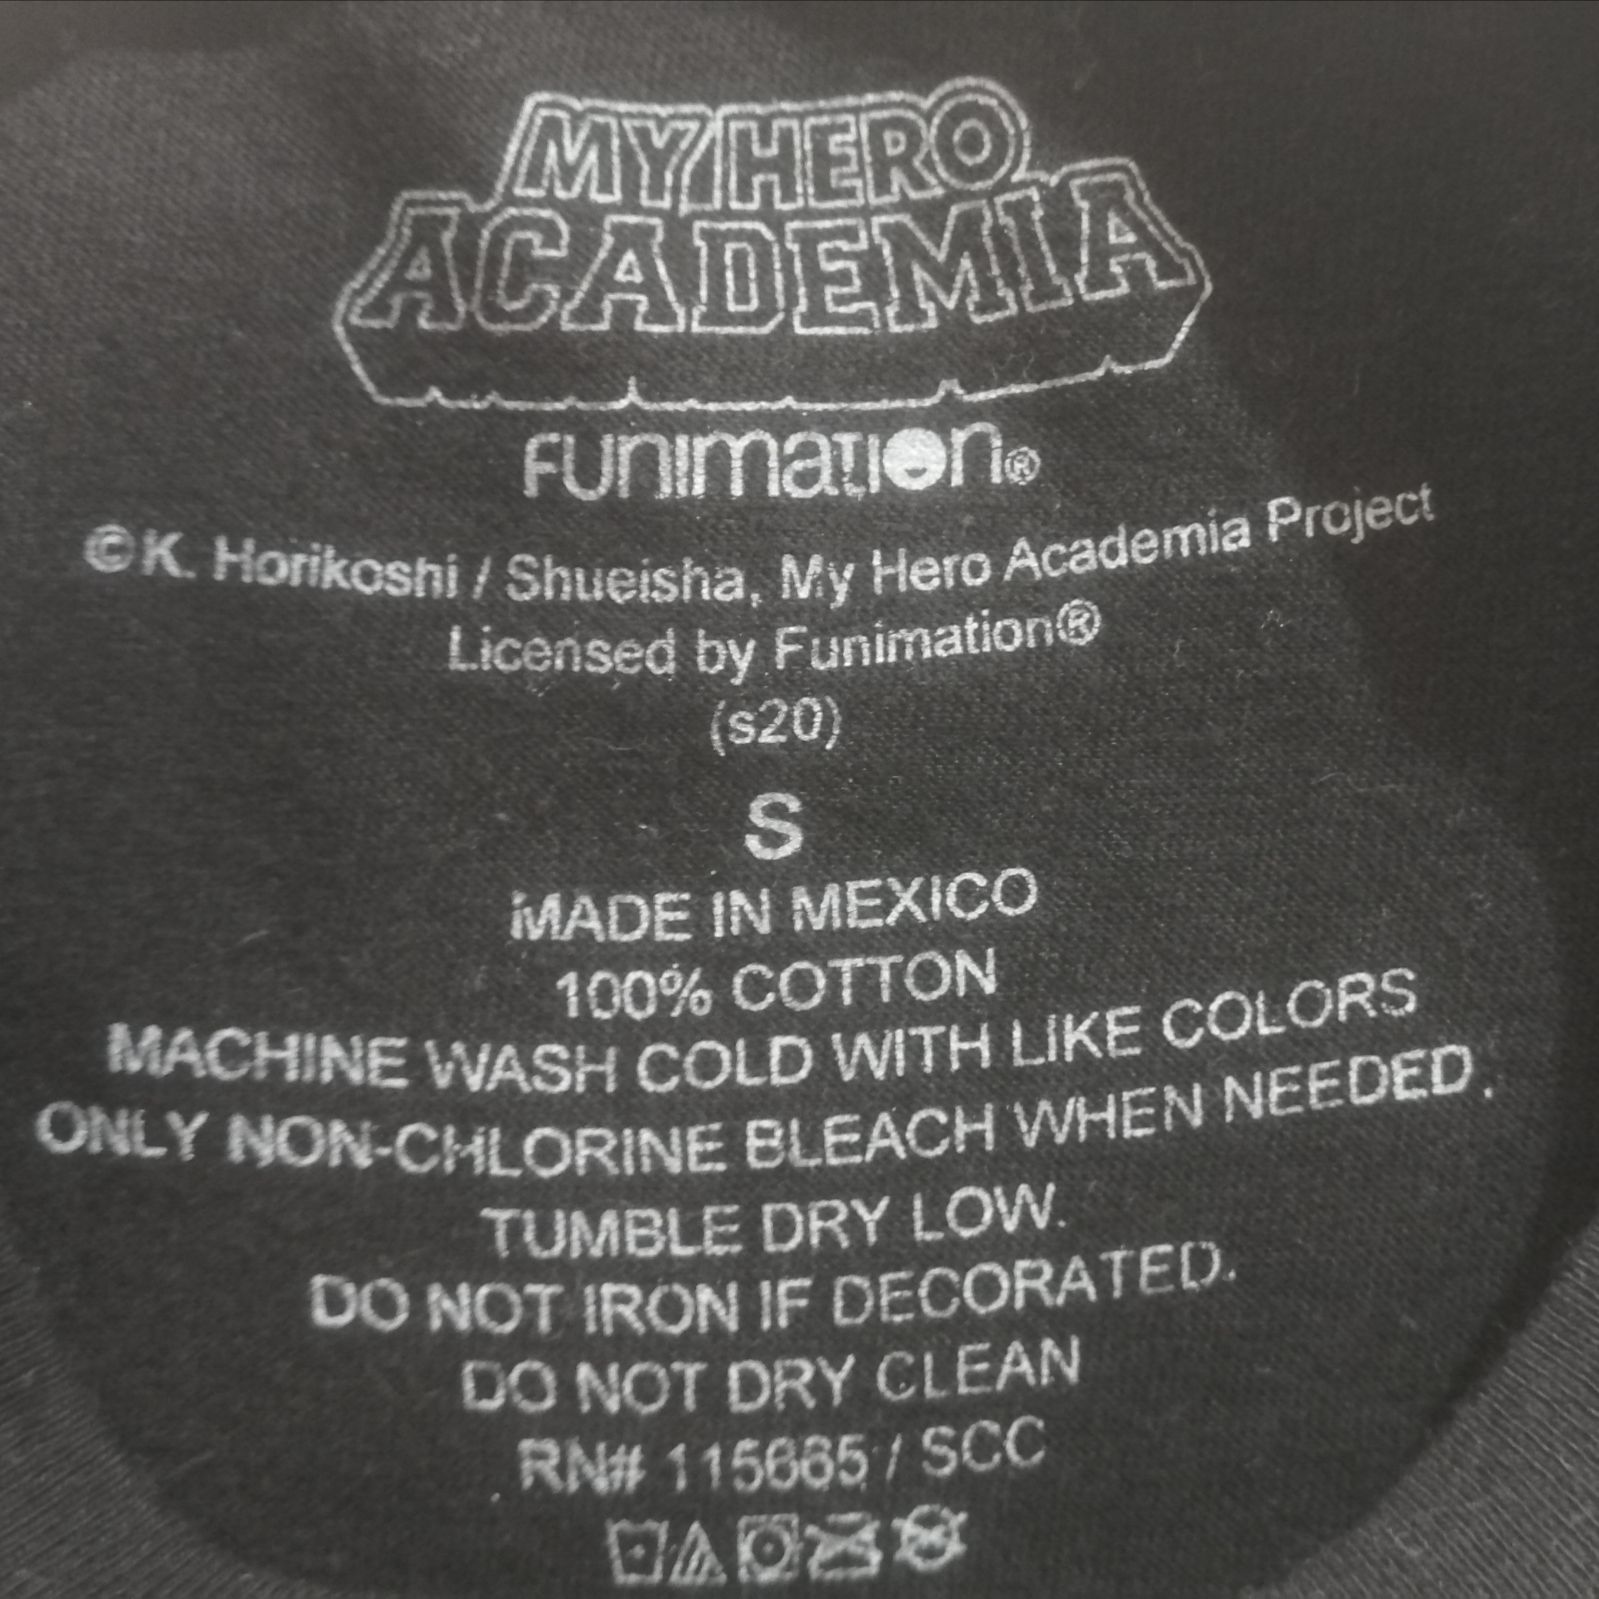 MY HERO
ACADEMIA
FUNIMATION®
©K. Horikoshi / Shueisha, My Hero Academia Project
Licensed by Funimation®
(s20)
S
MADE IN MEXICO
100% COTTON
MACHINE WASH COLD WITH LIKE COLORS
ONLY NON-CHLORINE BLEACH WHEN NEEDED.
TUMBLE DRY LOW.
DO NOT IRON IF DECORATED.
DO NOT DRY CLEAN
RN# 115665 / SCC